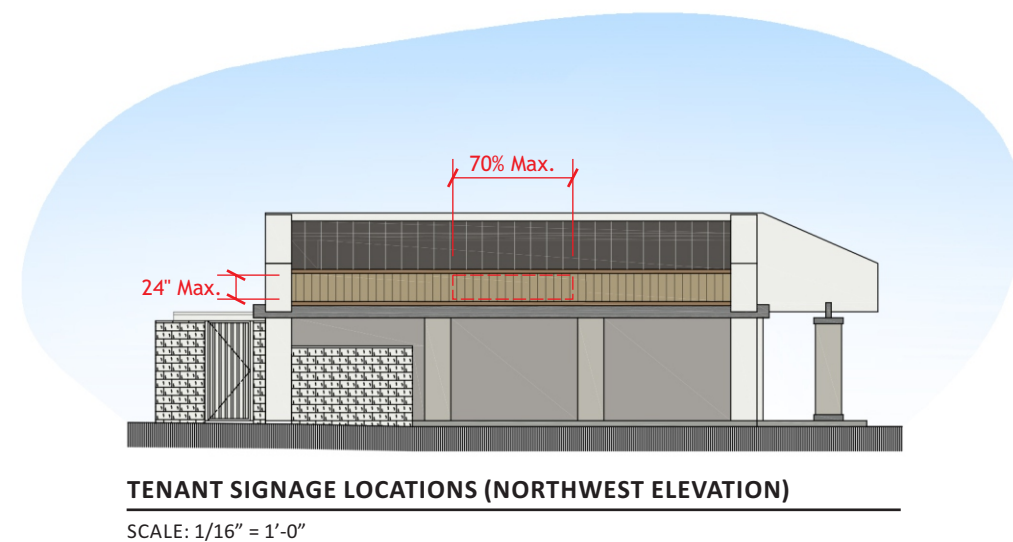 70% Max.
24" Max.
TENANT SIGNAGE LOCATIONS (NORTHWEST ELEVATION)
SCALE: 1/16” = 1’-0”